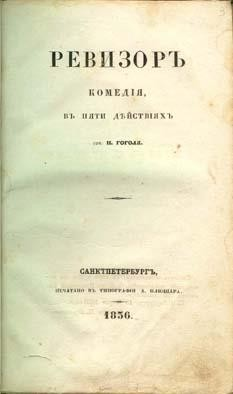 РЕВИЗОРЪ
КОМЕДІЯ,
ВЪ ПЯТИ ДѢЙСТВІЯХЪ
соч. Н. ГОГОЛЯ.
САНКТПЕТЕРБУРГЪ,
ПЕЧАТАНО ВЪ ТИПОГРАФІИ А. ПЛЮШАРА.
1836.